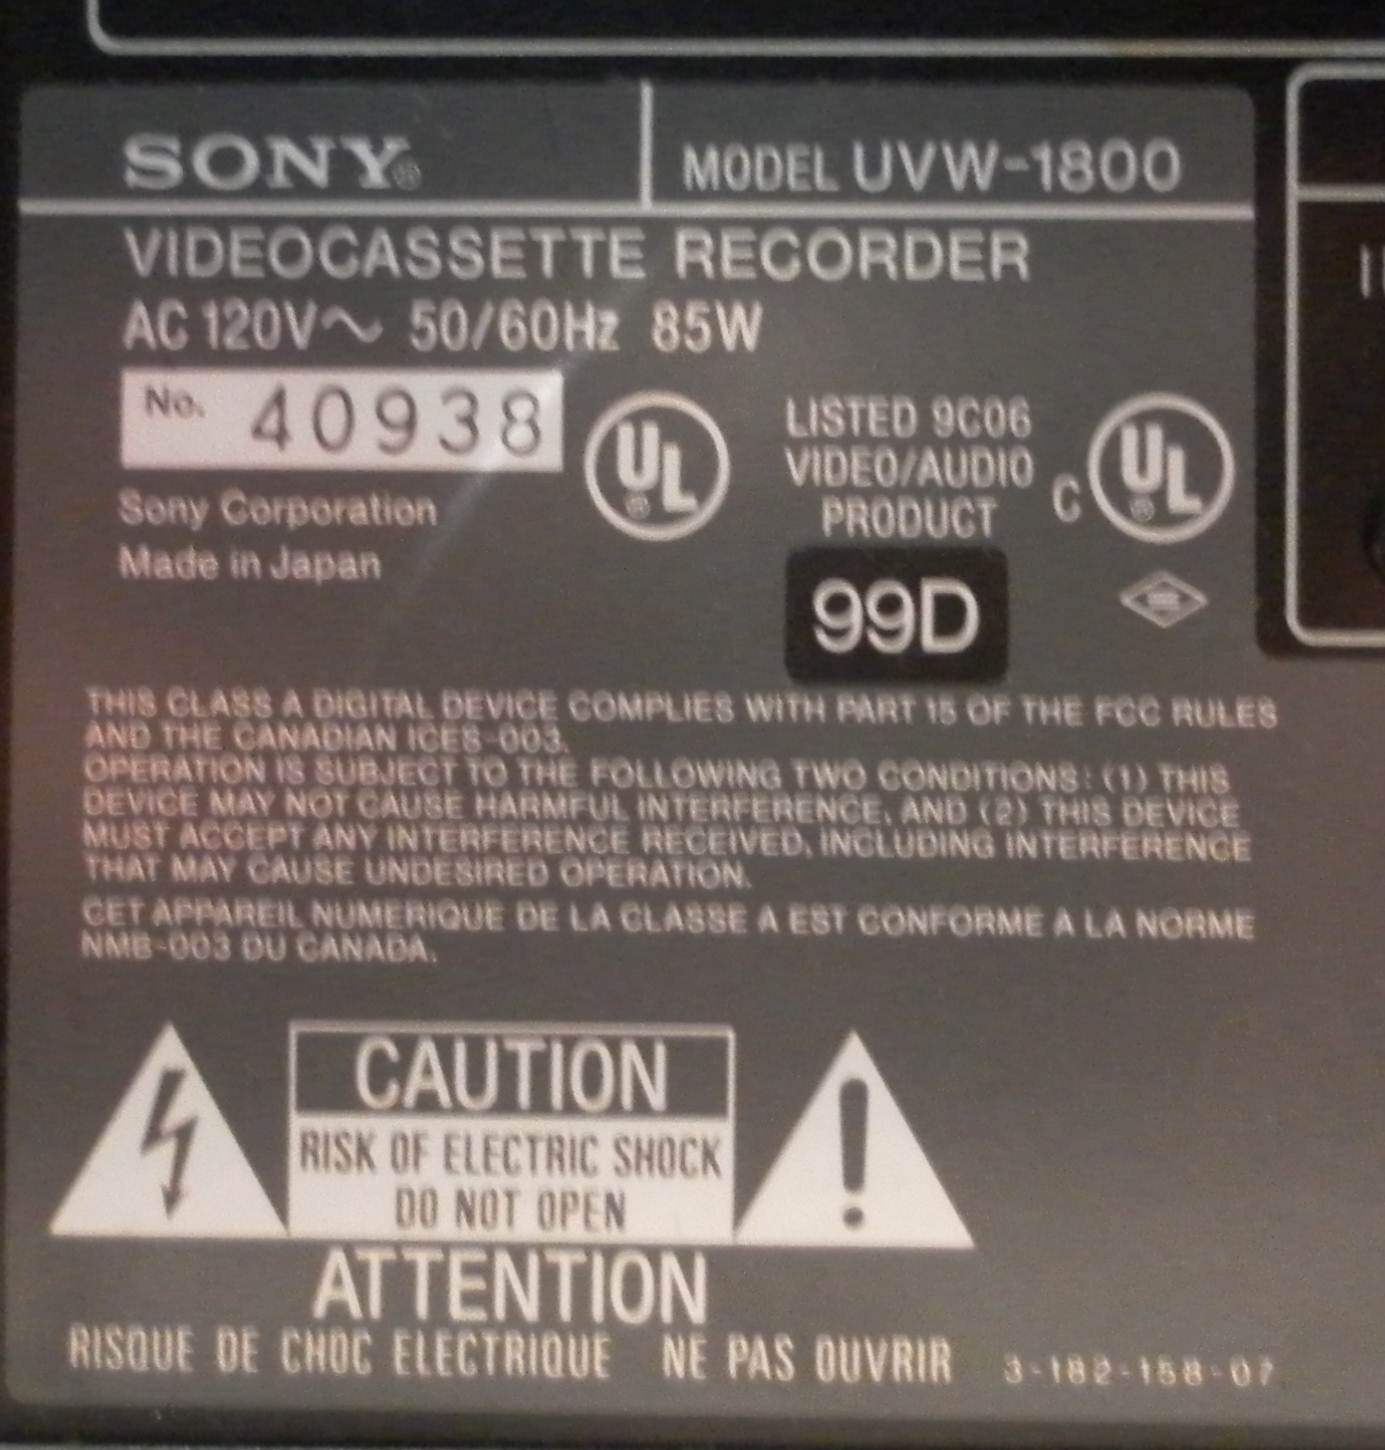 SONY®
MODEL UVW-1800
VIDEOCASSETTE RECORDER
AC 120V~ 50/60Hz 85W
No. 40938
Sony Corporation
Made in Japan
UL®
LISTED 9C06
VIDEO/AUDIO
PRODUCT
C UL®
99D
THIS CLASS A DIGITAL DEVICE COMPLIES WITH PART 15 OF THE FCC RULES
AND THE CANADIAN ICES-003.
OPERATION IS SUBJECT TO THE FOLLOWING TWO CONDITIONS: (1) THIS
DEVICE MAY NOT CAUSE HARMFUL INTERFERENCE, AND (2) THIS DEVICE
MUST ACCEPT ANY INTERFERENCE RECEIVED, INCLUDING INTERFERENCE
THAT MAY CAUSE UNDESIRED OPERATION.
CET APPAREIL NUMERIQUE DE LA CLASSE A EST CONFORME A LA NORME
NMB-003 DU CANADA.
CAUTION
RISK OF ELECTRIC SHOCK
DO NOT OPEN
ATTENTION
RISQUE DE CHOC ELECTRIQUE NE PAS OUVRIR
3-182-158-07